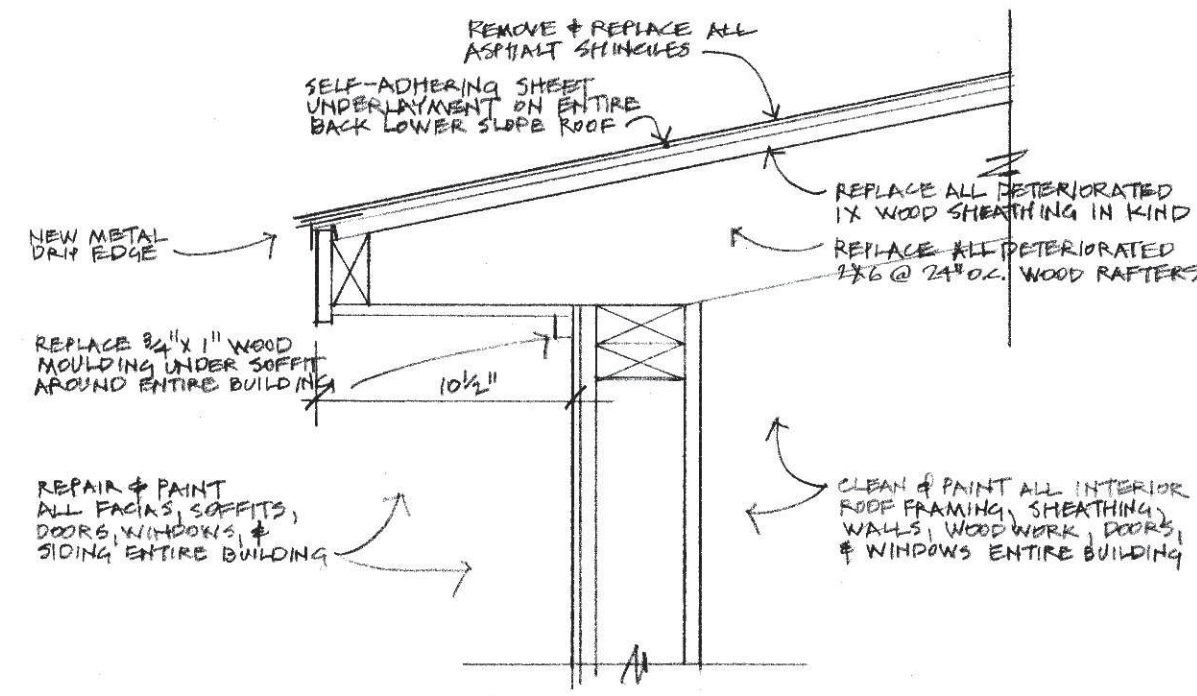 REMOVE & REPLACE ALL
ASPHALT SHINGLES
SELF-ADHERING SHEET
UNDERLAYMENT ON ENTIRE
BACK LOWER SLOPE ROOF
REPLACE ALL DETERIORATED
1X WOOD SHEATHING IN KIND
NEW METAL
DRIP EDGE
REPLACE ALL DETERIORATED
2X6 @ 24" O.C. WOOD RAFTERS
REPLACE 3/4" X 1" WOOD
MOULDING UNDER SOFFIT
AROUND ENTIRE BUILDING
10 1/2"
REPAIR & PAINT
ALL FACIAS, SOFFITS,
DOORS, WINDOWS, &
SIDING ENTIRE BUILDING
CLEAN & PAINT ALL INTERIOR
ROOF FRAMING, SHEATHING,
WALLS, WOODWORK, DOORS,
& WINDOWS ENTIRE BUILDING